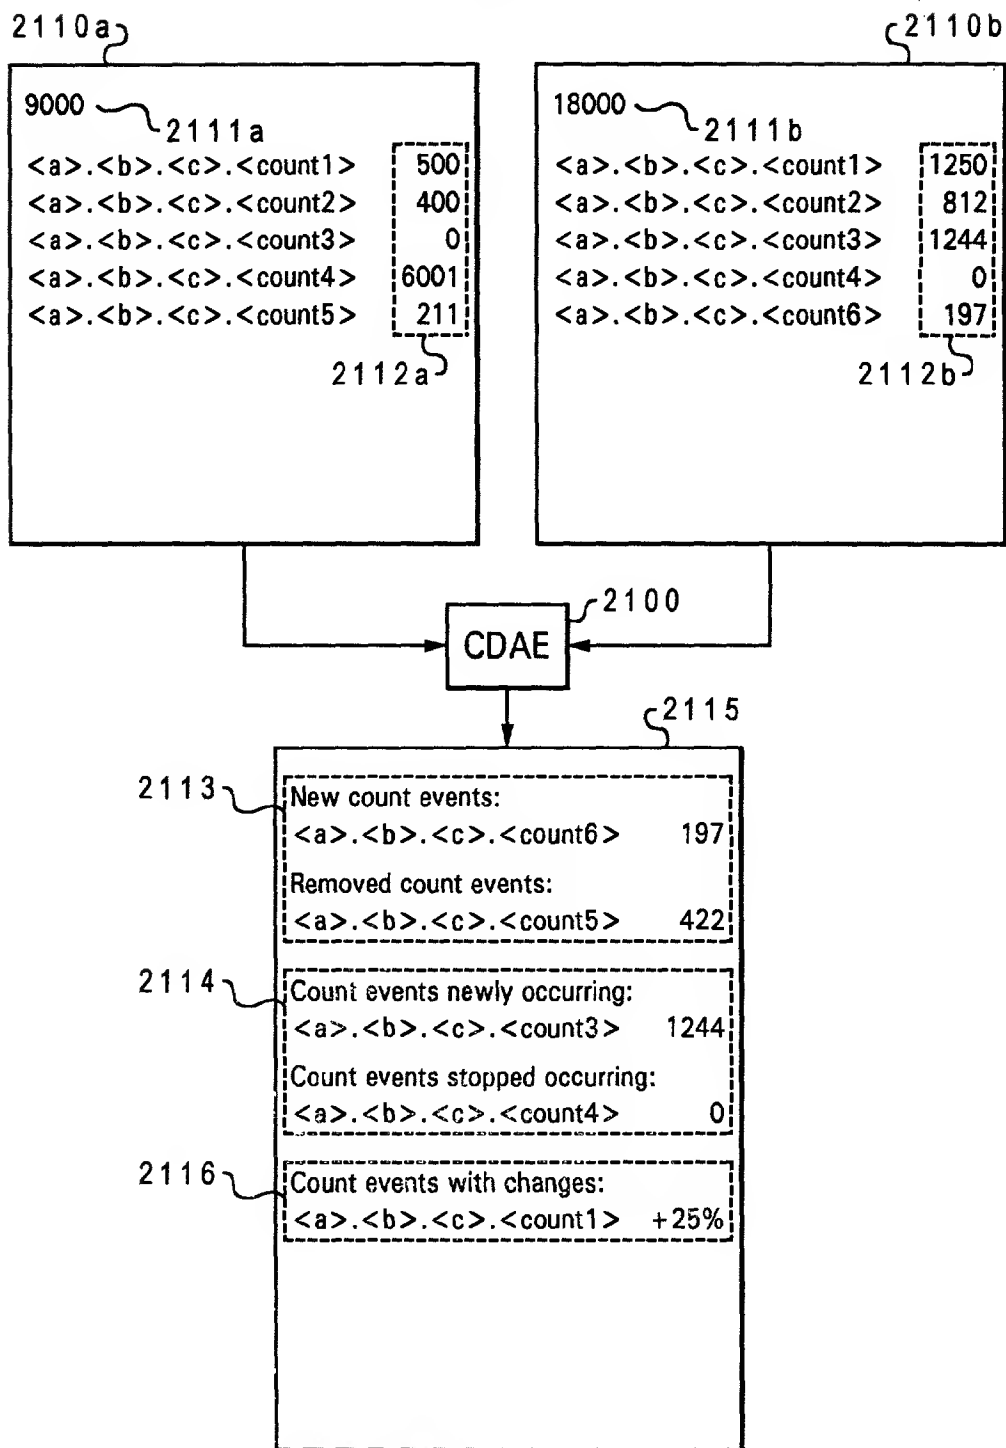 2110a
9000
2111a
<a>.<b>.<c>.<count1> 500
<a>.<b>.<c>.<count2> 400
<a>.<b>.<c>.<count3> 0
<a>.<b>.<c>.<count4> 6001
<a>.<b>.<c>.<count5> 211
2112a
2110b
18000
2111b
<a>.<b>.<c>.<count1> 1250
<a>.<b>.<c>.<count2> 812
<a>.<b>.<c>.<count3> 1244
<a>.<b>.<c>.<count4> 0
<a>.<b>.<c>.<count6> 197
2112b
2100
CDAE
2115
2113
New count events:
<a>.<b>.<c>.<count6> 197
Removed count events:
<a>.<b>.<c>.<count5> 422
2114
Count events newly occurring:
<a>.<b>.<c>.<count3> 1244
Count events stopped occurring:
<a>.<b>.<c>.<count4> 0
2116
Count events with changes:
<a>.<b>.<c>.<count1> +25%